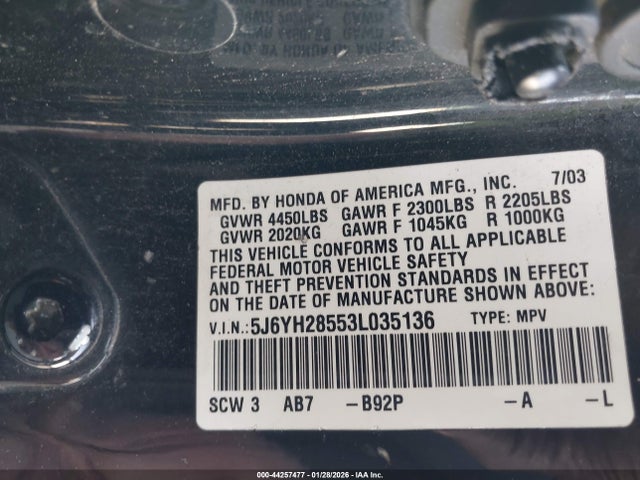 MFD. BY HONDA OF AMERICA MFG., INC. 7/03
GVWR 4450LBS GAWR F 2300LBS R 2205LBS
GVWR 2020KG GAWR F 1045KG R 1000KG
THIS VEHICLE CONFORMS TO ALL APPLICABLE
FEDERAL MOTOR VEHICLE SAFETY
AND THEFT PREVENTION STANDARDS IN EFFECT
ON THE DATE OF MANUFACTURE SHOWN ABOVE:
V.I.N.:5J6YH28553L035136 TYPE: MPV
SCW 3 AB7 –B92P –A –L
000-44257477 - 01/28/2026 - IAA Inc.